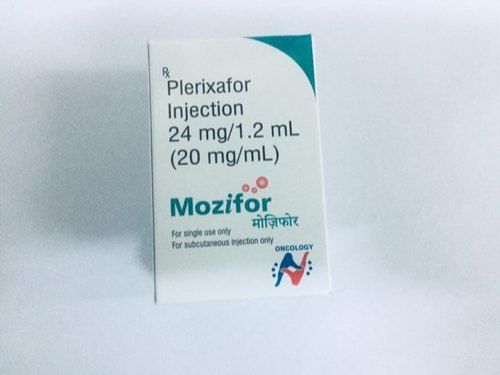 Rx
Plerixafor
Injection
24 mg/1.2 mL
(20 mg/mL)
Mozifor
मोज़िफोर
For single use only
For subcutaneous injection only
ONCOLOGY